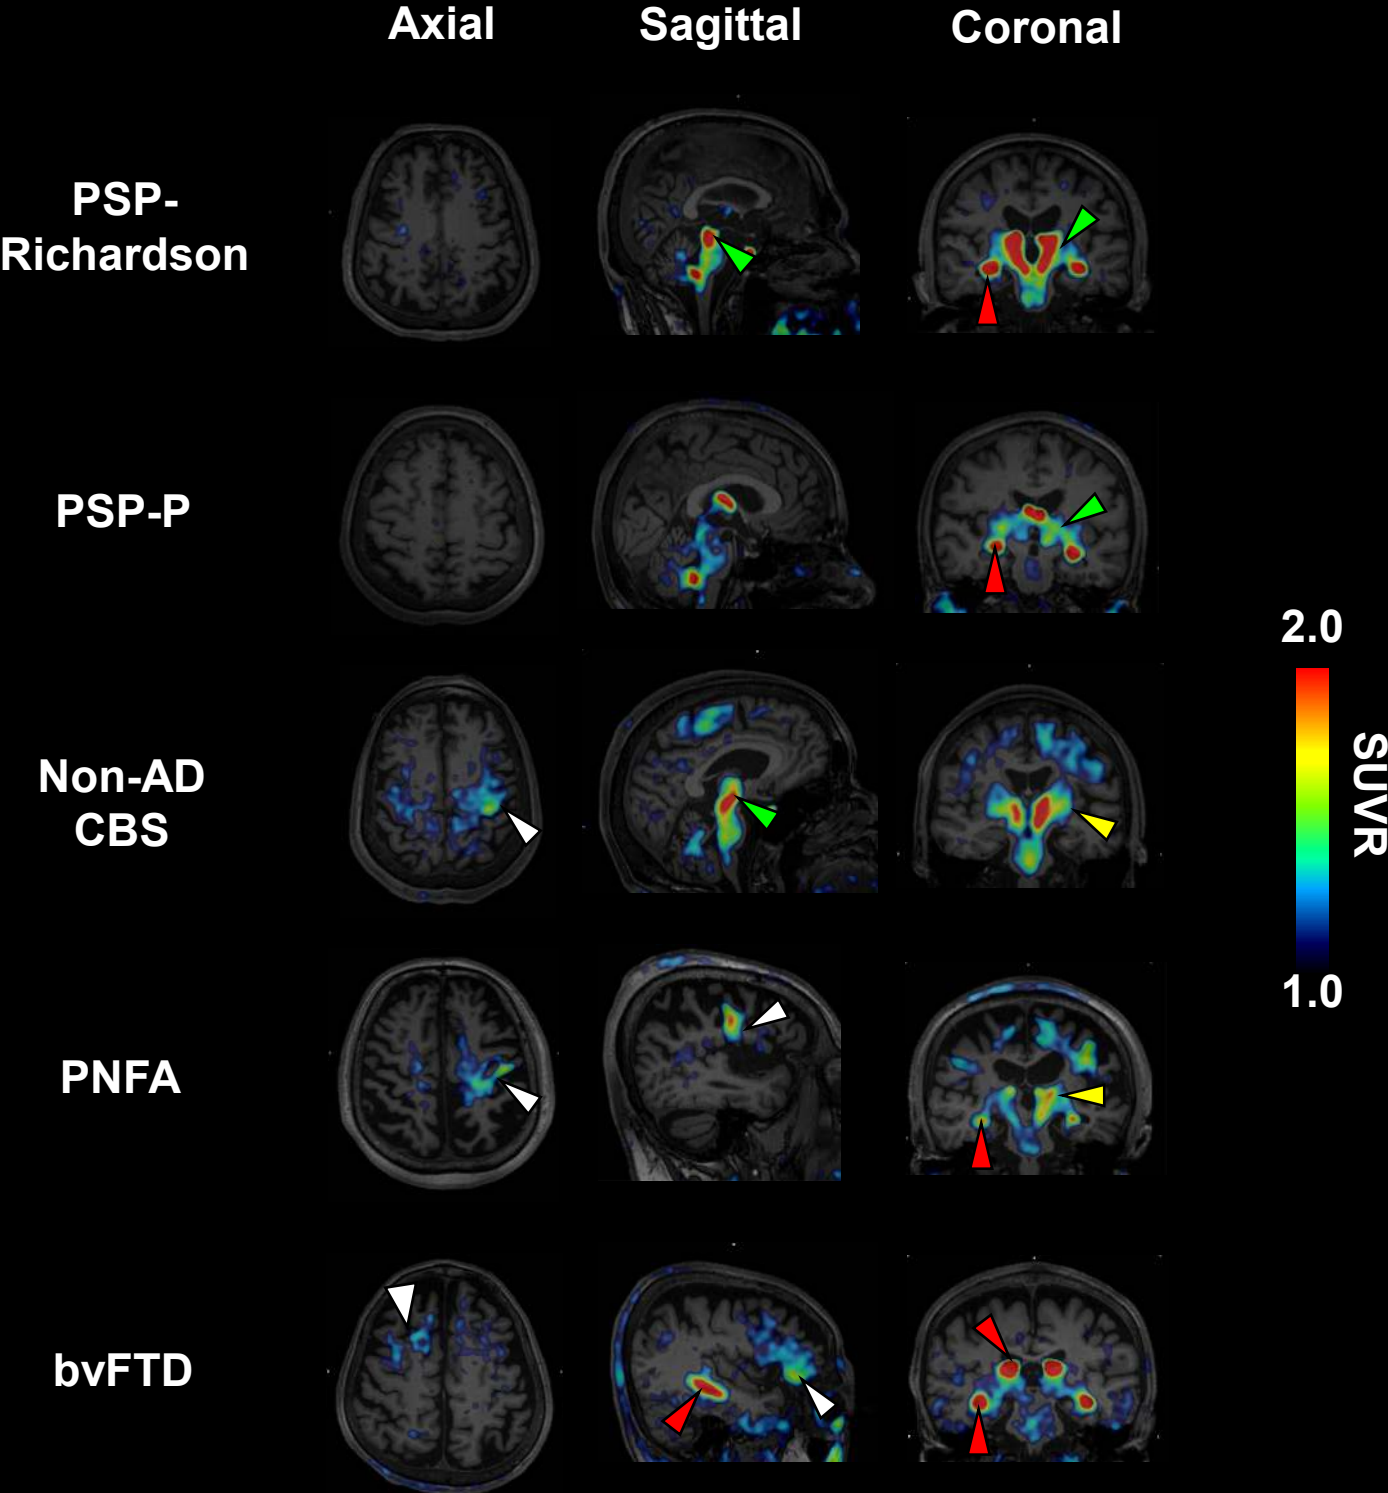 Axial Sagittal Coronal
PSP-
Richardson
PSP-P
Non-AD
CBS
PNFA
bvFTD
2.0
SUVR
1.0